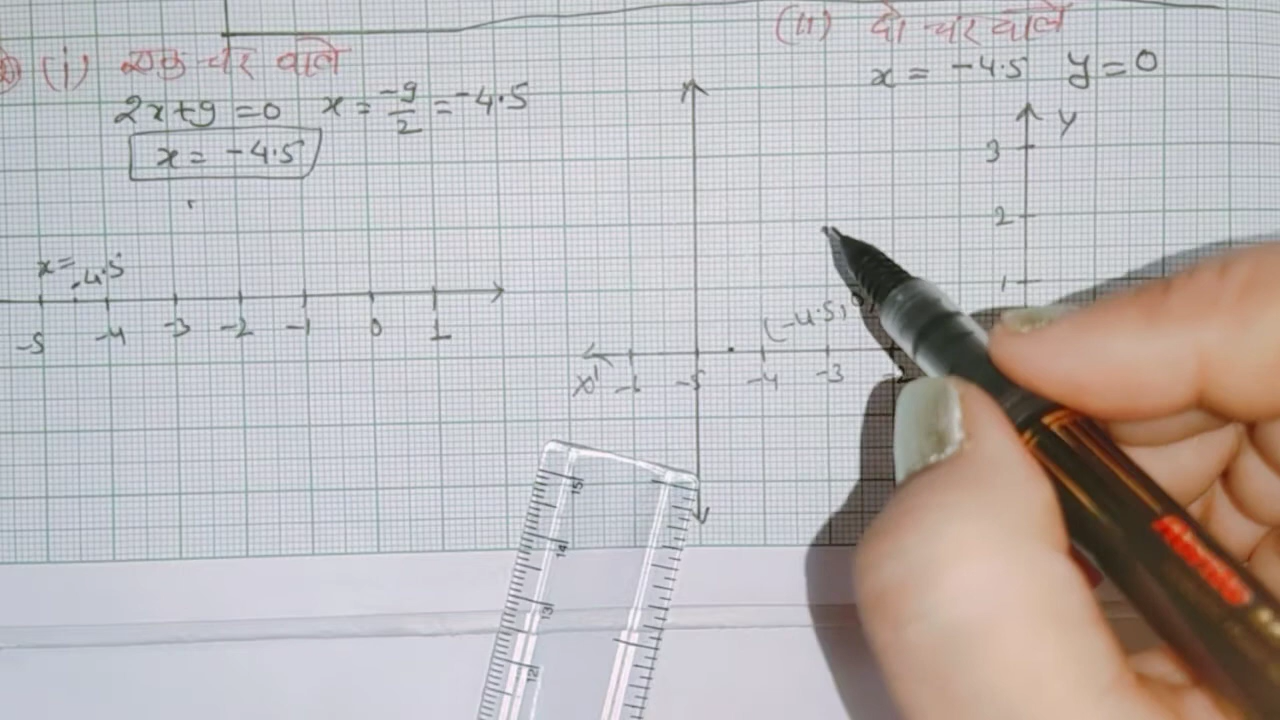 (i) एक चर वाले
2x+9 =0 x = -9/2 = -4.5
x = -4.5
x= -4.5
-5 -4 -3 -2 -1 0 1
(ii) दो चर वाले
x = -4.5 y = 0
y
3
2
1
(-4.5, 0)
x' -6 -5 -4 -3 -2
15
14
13
12